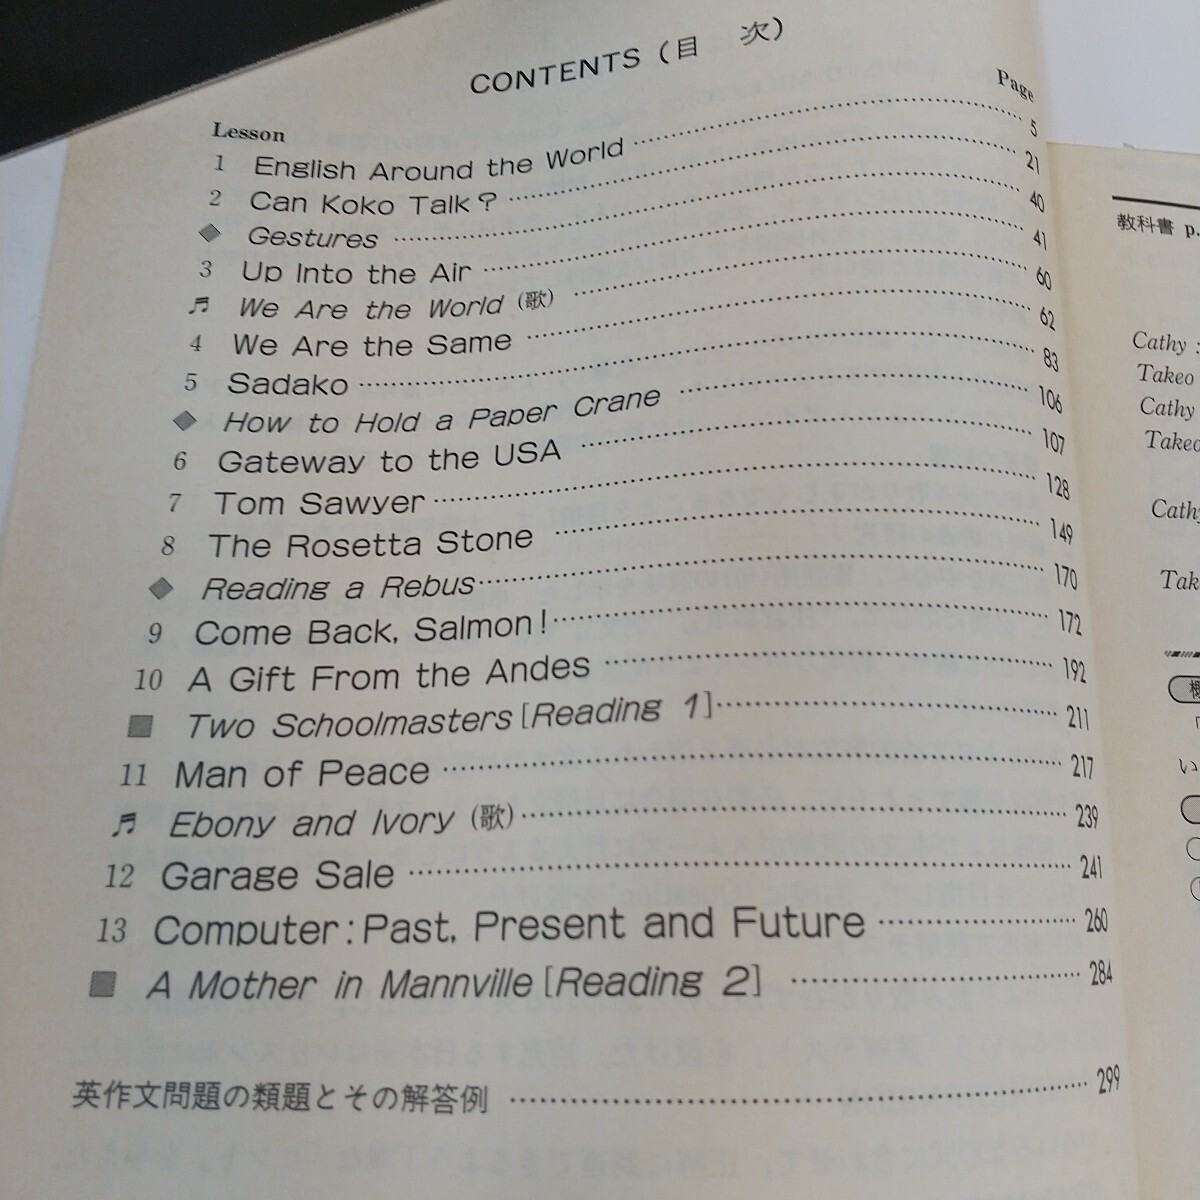 CONTENTS (目 次)
Lesson Page
1 English Around the World 5
2 Can Koko Talk? 21
◆ Gestures 40
3 Up Into the Air 41
♬ We Are the World (歌) 60
4 We Are the Same 62
5 Sadako 83
◆ How to Hold a Paper Crane 106
6 Gateway to the USA 107
7 Tom Sawyer 128
8 The Rosetta Stone 149
◆ Reading a Rebus 170
9 Come Back, Salmon! 172
10 A Gift From the Andes 192
■ Two Schoolmasters [Reading 1] 211
11 Man of Peace 217
♬ Ebony and Ivory (歌) 239
12 Garage Sale 241
13 Computer: Past, Present and Future 260
■ A Mother in Mannville [Reading 2] 284
英作文問題の類題とその解答例 299
教科書 p.
Cathy :
Takeo
Cathy
Takeo
Cathy
Tak
い